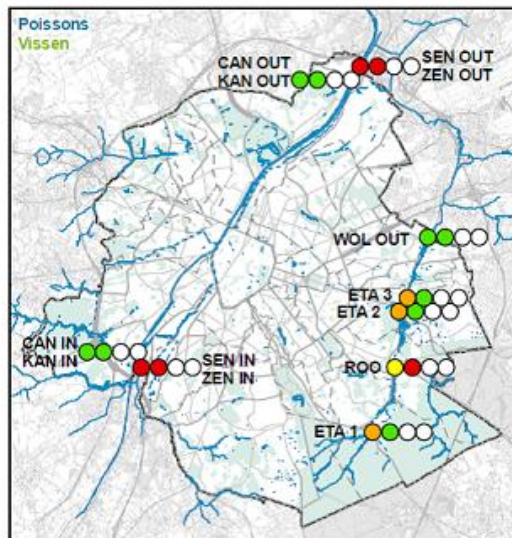 Poissons
Vissen
CAN OUT
KAN OUT
SEN OUT
ZEN OUT
WOL OUT
ETA 3
ETA 2
CAN IN
KAN IN
SEN IN
ZEN IN
ROO
ETA 1